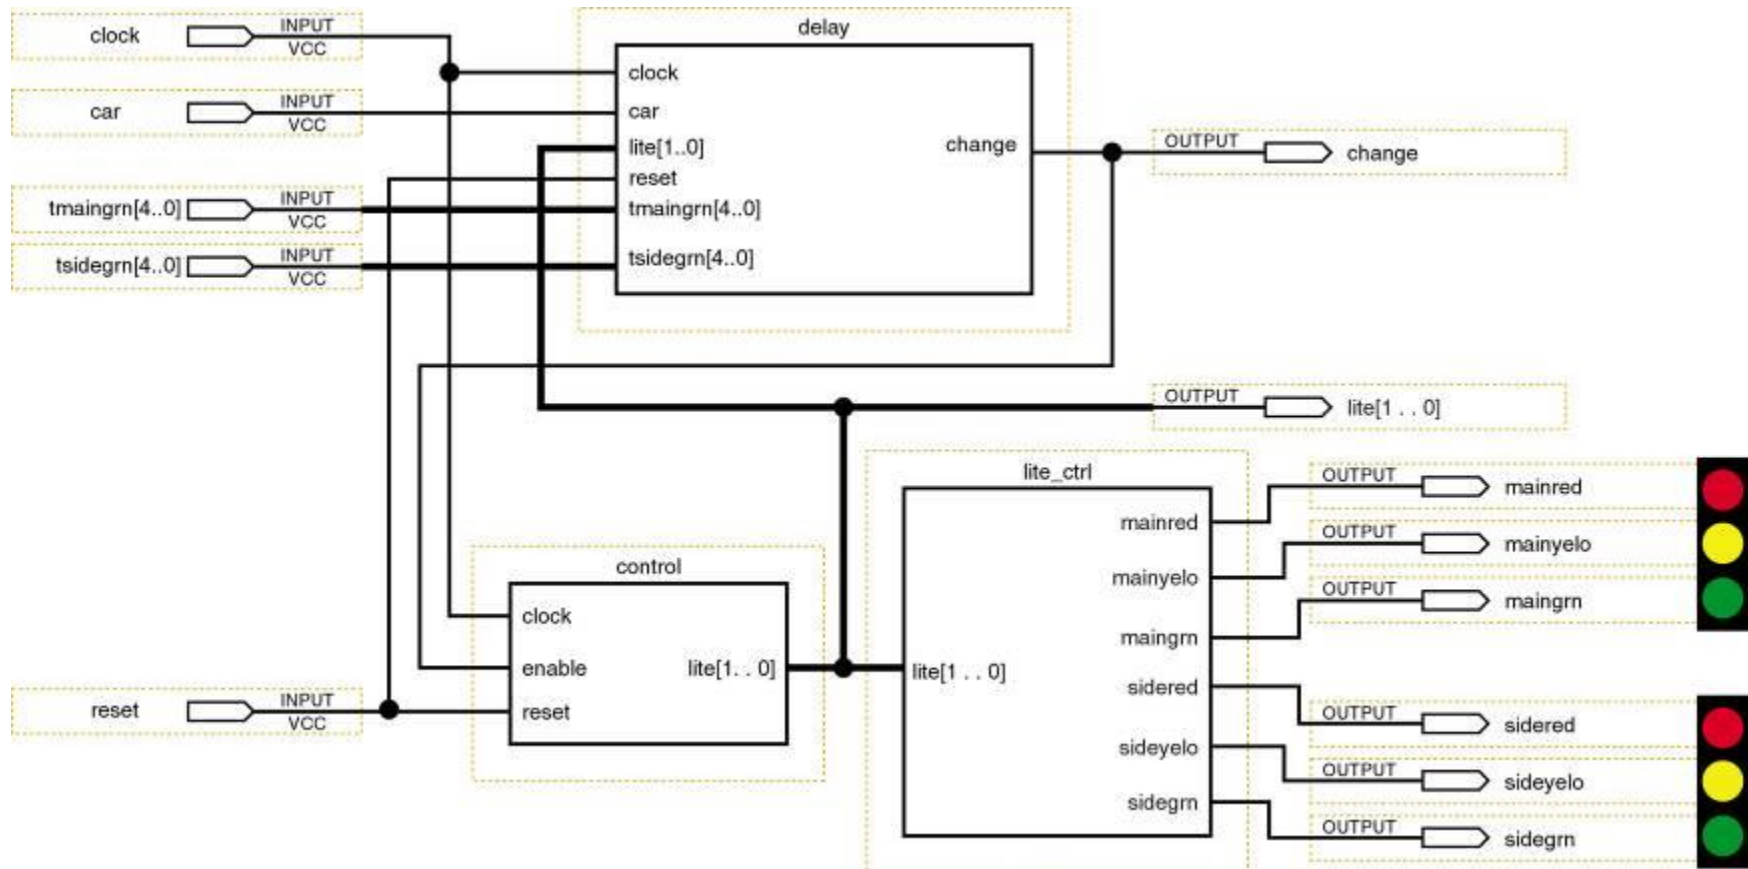 clock
INPUT
VCC
car
INPUT
VCC
tmaingrn[4..0]
INPUT
VCC
tsidegrn[4..0]
INPUT
VCC
delay
clock
car
lite[1..0]
reset
tmaingrn[4..0]
tsidegrn[4..0]
change
OUTPUT
change
OUTPUT
lite[1 . . 0]
lite_ctrl
mainred
mainyelo
maingrn
lite[1 . . 0]
sidered
sideyelo
sidegrn
OUTPUT
mainred
OUTPUT
mainyelo
OUTPUT
maingrn
control
clock
enable
lite[1. . 0]
reset
reset
INPUT
VCC
OUTPUT
sidered
OUTPUT
sideyelo
OUTPUT
sidegrn